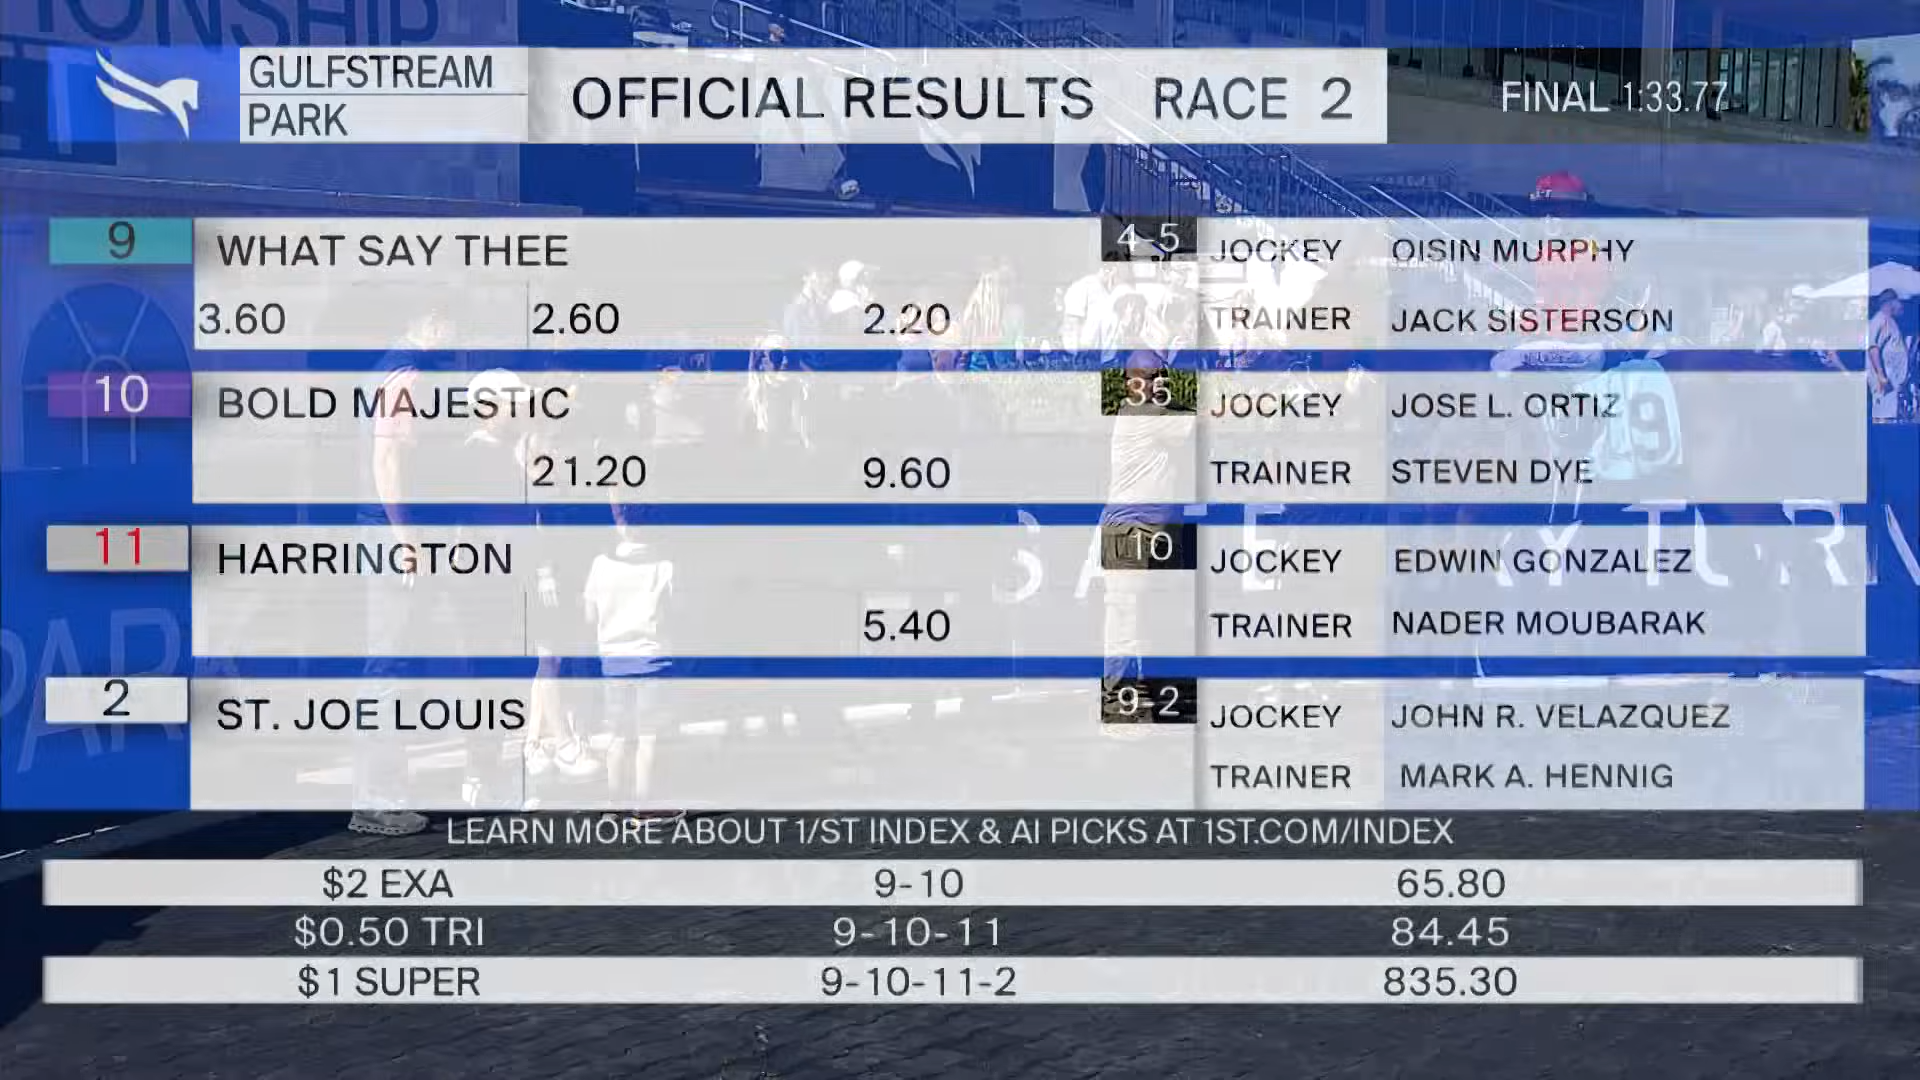 GULFSTREAM
PARK
OFFICIAL RESULTS RACE 2
FINAL 1:33.77
9 WHAT SAY THEE 4-5 JOCKEY OISIN MURPHY
3.60 2.60 2.20 TRAINER JACK SISTERSON
10 BOLD MAJESTIC 35 JOCKEY JOSE L. ORTIZ
21.20 9.60 TRAINER STEVEN DYE
11 HARRINGTON 10 JOCKEY EDWIN GONZALEZ
5.40 TRAINER NADER MOUBARAK
2 ST. JOE LOUIS 9-2 JOCKEY JOHN R. VELAZQUEZ
TRAINER MARK A. HENNIG
LEARN MORE ABOUT 1/ST INDEX & AI PICKS AT 1ST.COM/INDEX
$2 EXA 9-10 65.80
$0.50 TRI 9-10-11 84.45
$1 SUPER 9-10-11-2 835.30
9